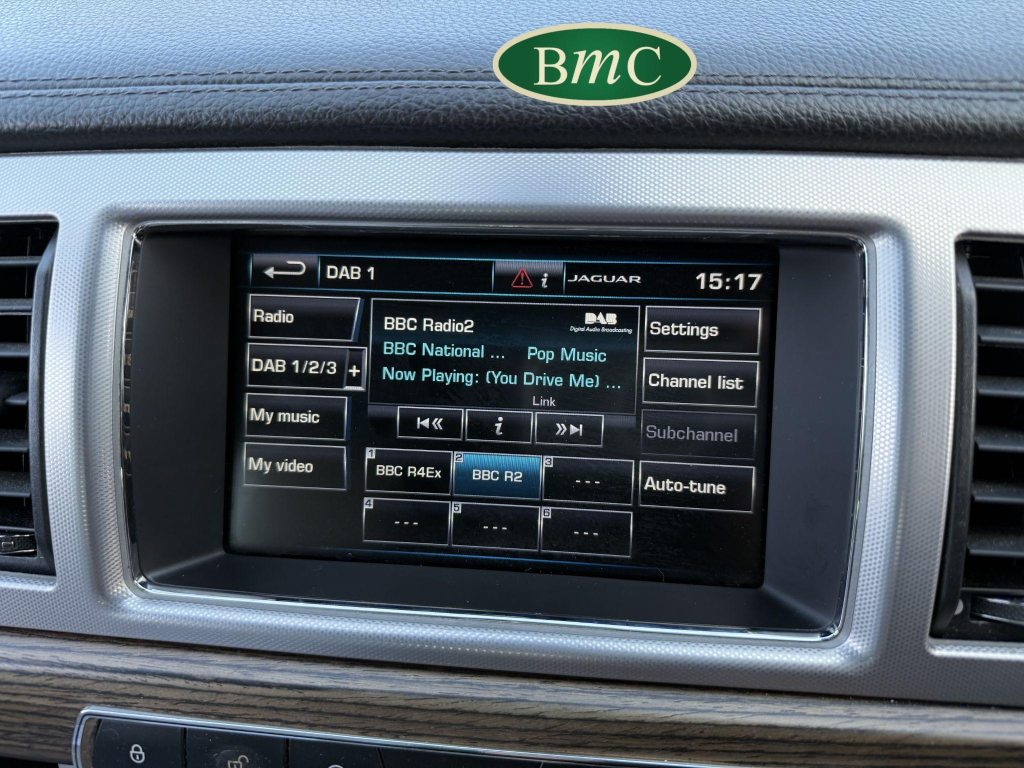 BmC
DAB 1
i
JAGUAR
15:17
Radio
BBC Radio2
DAB
Digital Audio Broadcasting
Settings
DAB 1/2/3 +
BBC National ... Pop Music
Now Playing: (You Drive Me) ...
Link
Channel list
My music
i
Subchannel
My video
1 BBC R4Ex
2 BBC R2
3 ---
Auto-tune
4 ---
5 ---
6 ---